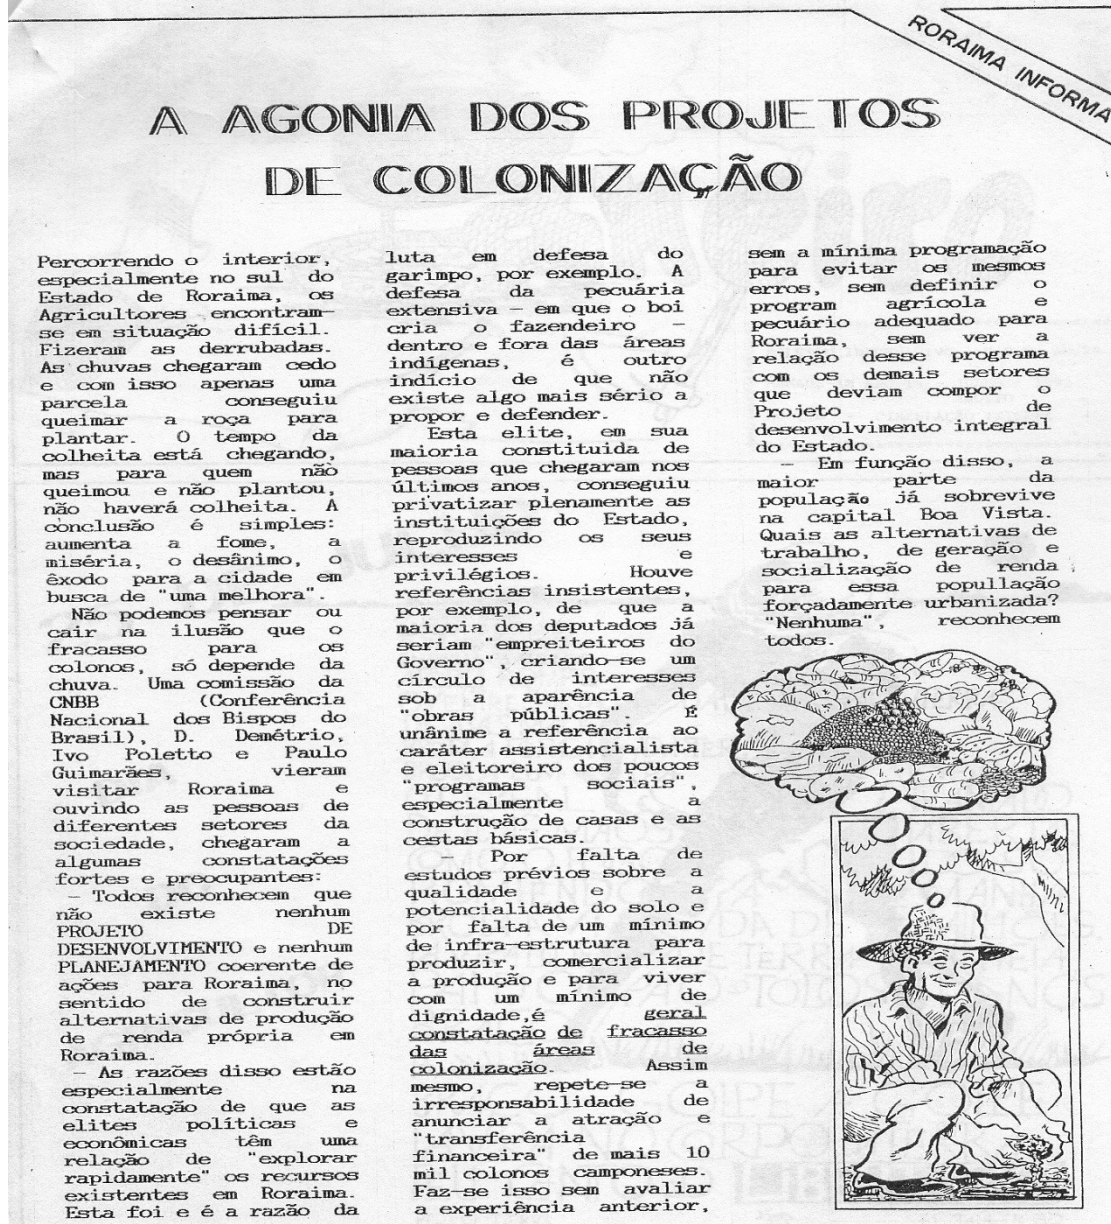 RORAIMA INFORMA
A AGONIA DOS PROJETOS
DE COLONIZAÇÃO
Percorrendo o interior,
especialmente no sul do
Estado de Roraima, os
Agricultores encontram-
se em situação difícil.
Fizeram as derrubadas.
As chuvas chegaram cedo
e com isso apenas uma
parcela conseguiu
queimar a roça para
plantar. O tempo da
colheita está chegando,
mas para quem não
queimou e não plantou,
não haverá colheita. A
conclusão é simples:
aumenta a fome, a
miséria, o desânimo, o
êxodo para a cidade em
busca de "uma melhora".
Não podemos pensar ou
cair na ilusão que o
fracasso para os
colonos, só depende da
chuva. Uma comissão da
CNBB (Conferência
Nacional dos Bispos do
Brasil), D. Demétrio,
Ivo Poletto e Paulo
Guimarães, vieram
visitar Roraima e
ouvindo as pessoas de
diferentes setores da
sociedade, chegaram a
algumas constatações
fortes e preocupantes:
- Todos reconhecem que
não existe nenhum
PROJETO DE
DESENVOLVIMENTO e nenhum
PLANEJAMENTO coerente de
ações para Roraima, no
sentido de construir
alternativas de produção
de renda própria em
Roraima.
- As razões disso estão
especialmente na
constatação de que as
elites políticas e
econômicas têm uma
relação de "explorar
rapidamente" os recursos
existentes em Roraima.
Esta foi e é a razão da
luta em defesa do
garimpo, por exemplo. A
defesa da pecuária
extensiva - em que o boi
cria o fazendeiro -
dentro e fora das áreas
indígenas, é outro
indício de que não
existe algo mais sério a
propor e defender.
Esta elite, em sua
maioria constituida de
pessoas que chegaram nos
últimos anos, conseguiu
privatizar plenamente as
instituições do Estado,
reproduzindo os seus
interesses e
privilégios. Houve
referências insistentes,
por exemplo, de que a
maioria dos deputados já
seriam "empreiteiros do
Governo", criando-se um
círculo de interesses
sob a aparência de
"obras públicas". É
unânime a referência ao
caráter assistencialista
e eleitoreiro dos poucos
"programas sociais",
especialmente a
construção de casas e as
cestas básicas.
- Por falta de
estudos prévios sobre a
qualidade e a
potencialidade do solo e
por falta de um mínimo
de infra-estrutura para
produzir, comercializar
a produção e para viver
com um mínimo de
dignidade, é geral
constatação de fracasso
das áreas de
colonização. Assim
mesmo, repete-se a
irresponsabilidade de
anunciar a atração e
"transferência
financeira" de mais 10
mil colonos camponeses.
Faz-se isso sem avaliar
a experiência anterior,
sem a mínima programação
para evitar os mesmos
erros, sem definir o
program agrícola e
pecuário adequado para
Roraima, sem ver a
relação desse programa
com os demais setores
que deviam compor o
Projeto de
desenvolvimento integral
do Estado.
- Em função disso, a
maior parte da
população já sobrevive
na capital Boa Vista.
Quais as alternativas de
trabalho, de geração e
socialização de renda
para essa popullação
forçadamente urbanizada?
"Nenhuma", reconhecem
todos.